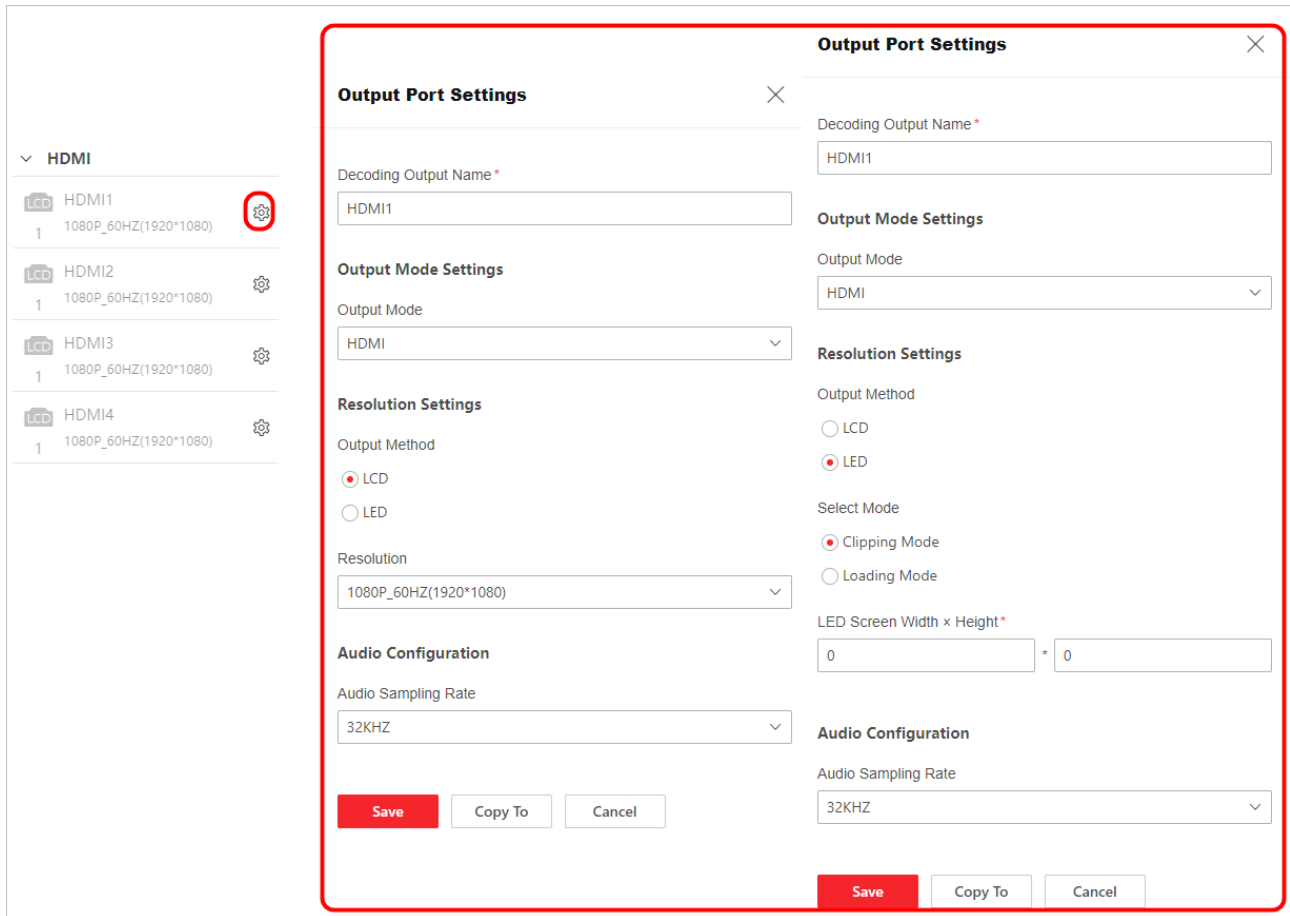 HDMI
LCD HDMI1
1 1080P_60HZ(1920*1080)
LCD HDMI2
1 1080P_60HZ(1920*1080)
LCD HDMI3
1 1080P_60HZ(1920*1080)
LCD HDMI4
1 1080P_60HZ(1920*1080)
Output Port Settings
Decoding Output Name*
HDMI1
Output Mode Settings
Output Mode
HDMI
Resolution Settings
Output Method
LCD
LED
Resolution
1080P_60HZ(1920*1080)
Audio Configuration
Audio Sampling Rate
32KHZ
Save Copy To Cancel
Output Port Settings
Decoding Output Name*
HDMI1
Output Mode Settings
Output Mode
HDMI
Resolution Settings
Output Method
LCD
LED
Select Mode
Clipping Mode
Loading Mode
LED Screen Width × Height*
0 * 0
Audio Configuration
Audio Sampling Rate
32KHZ
Save Copy To Cancel